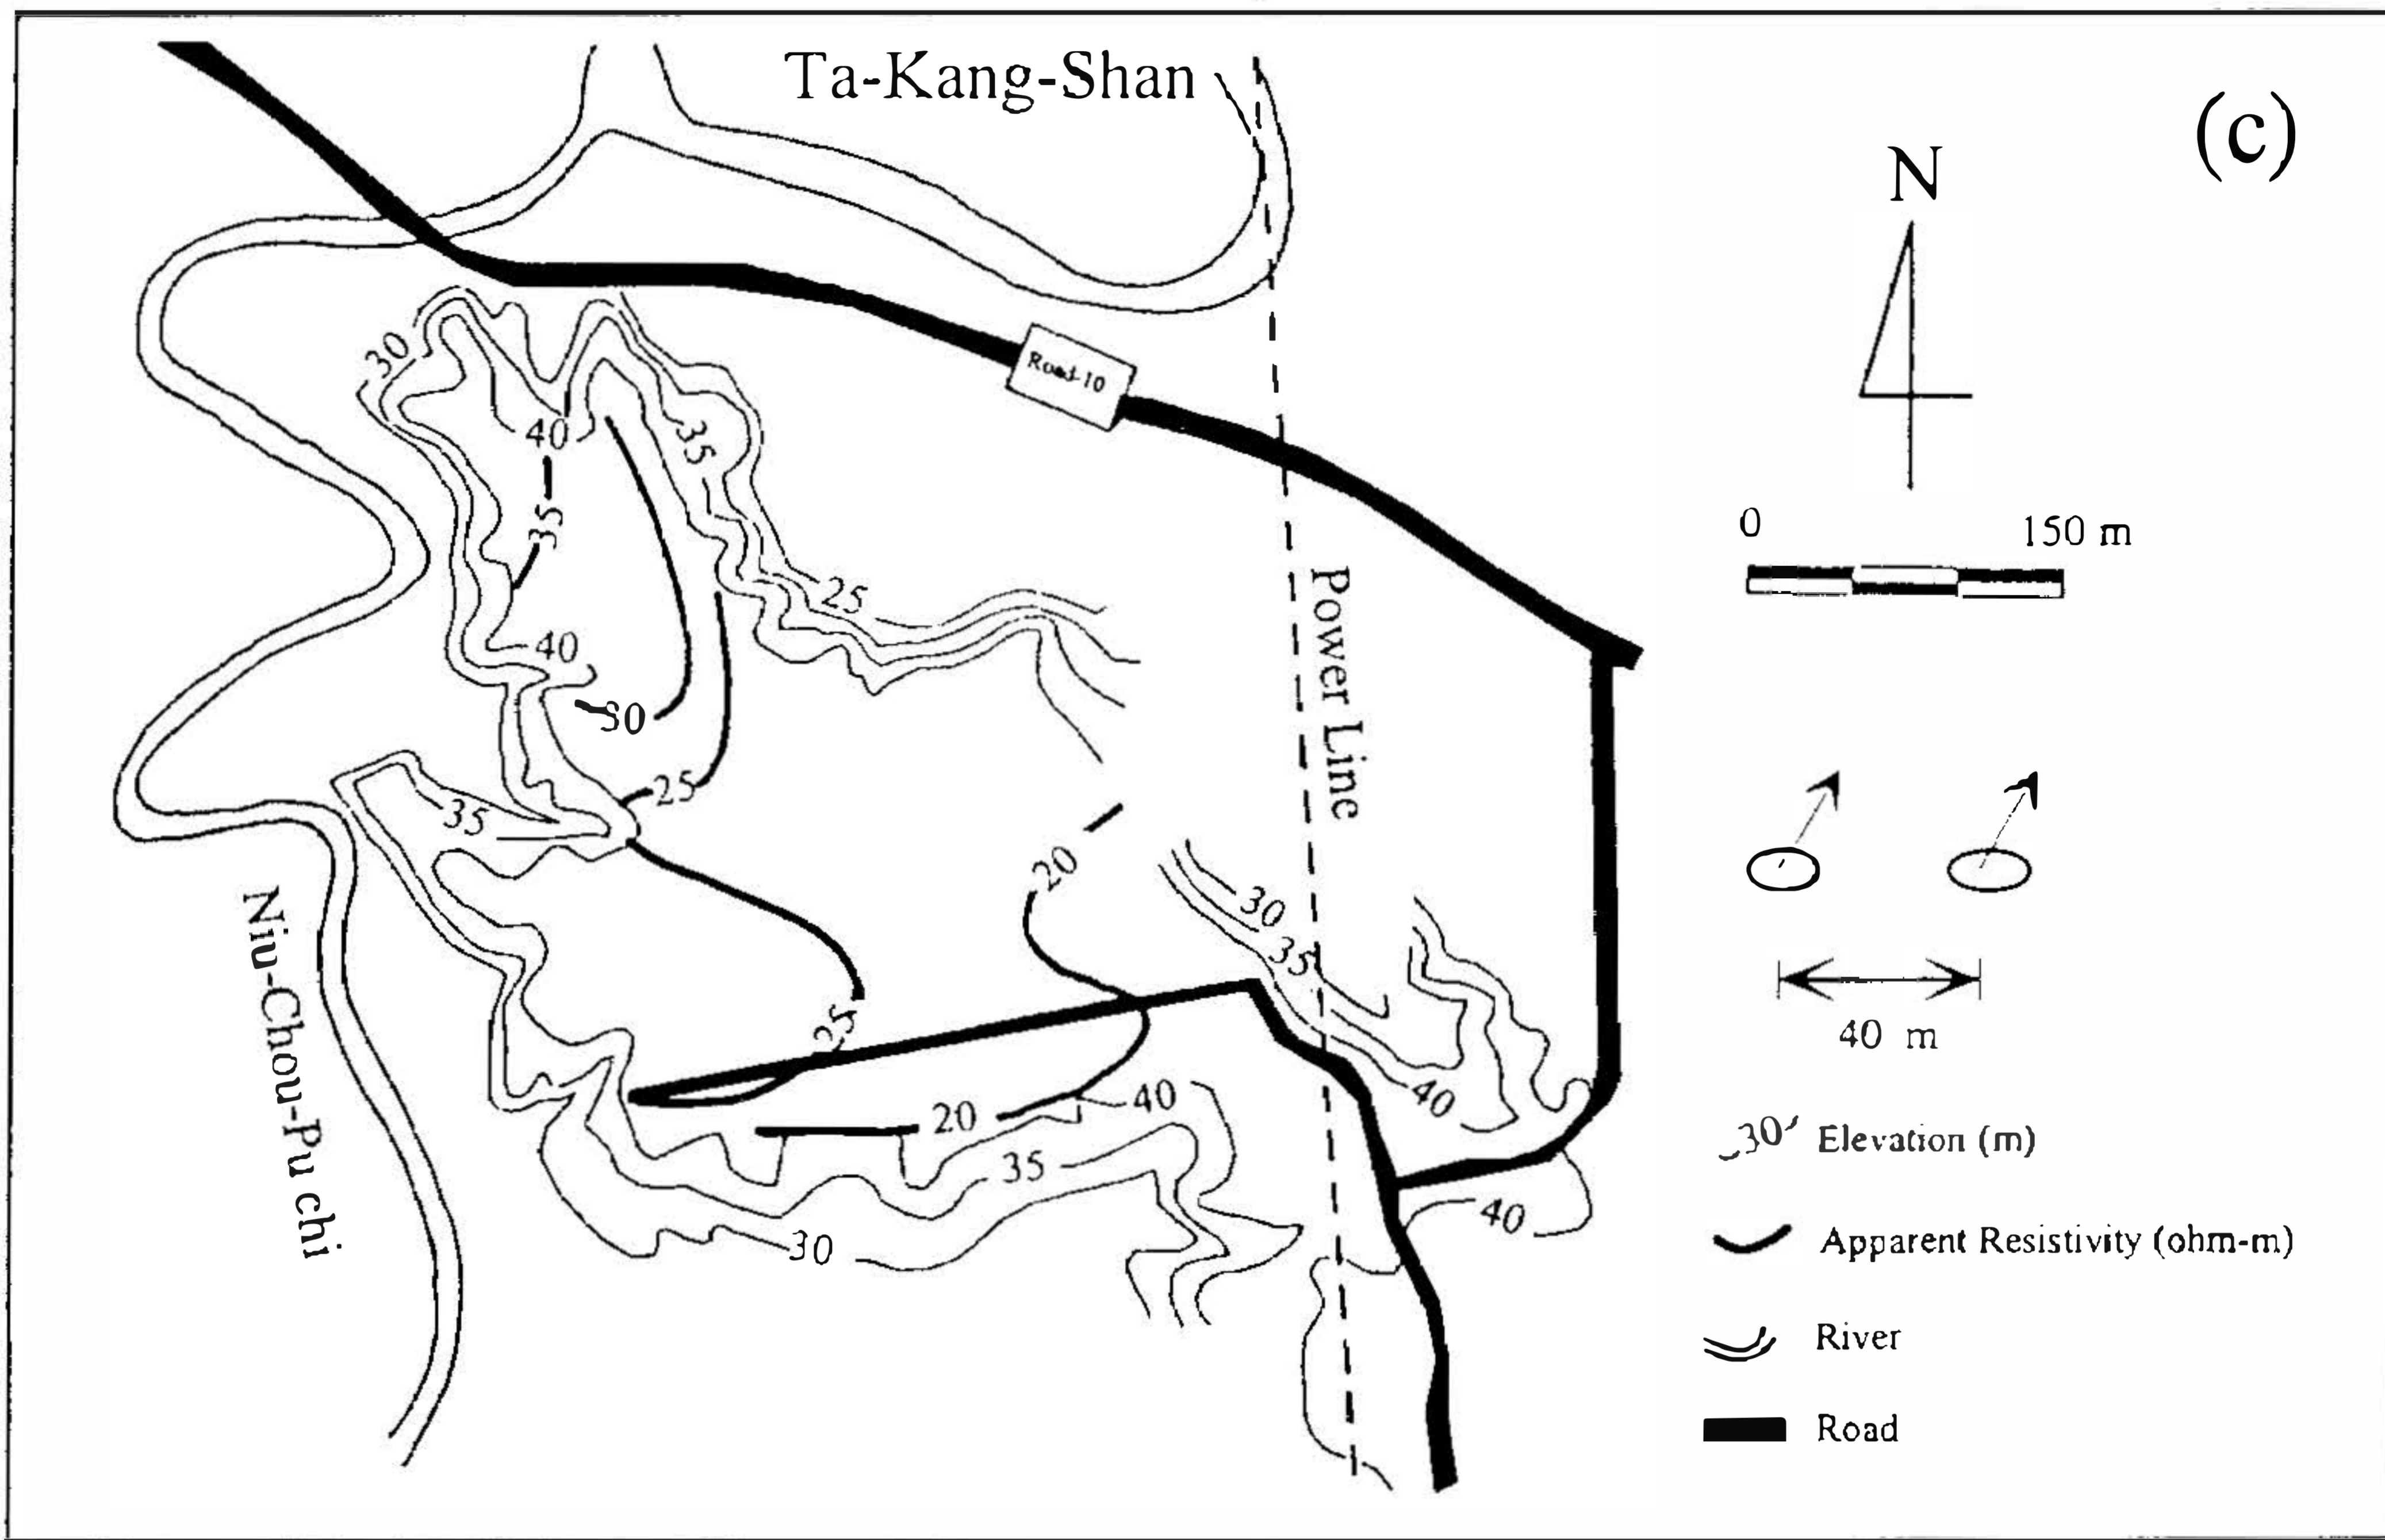 Ta-Kang-Shan
(c)
N
0
150 m
Road-10
30
40
35
35
25
40
30
25
35
20
Power Line
30
35
25
Niu-Chou-Pu chi
40
20
40
35
40
30
40 m
30 Elevation (m)
Apparent Resistivity (ohm-m)
River
Road